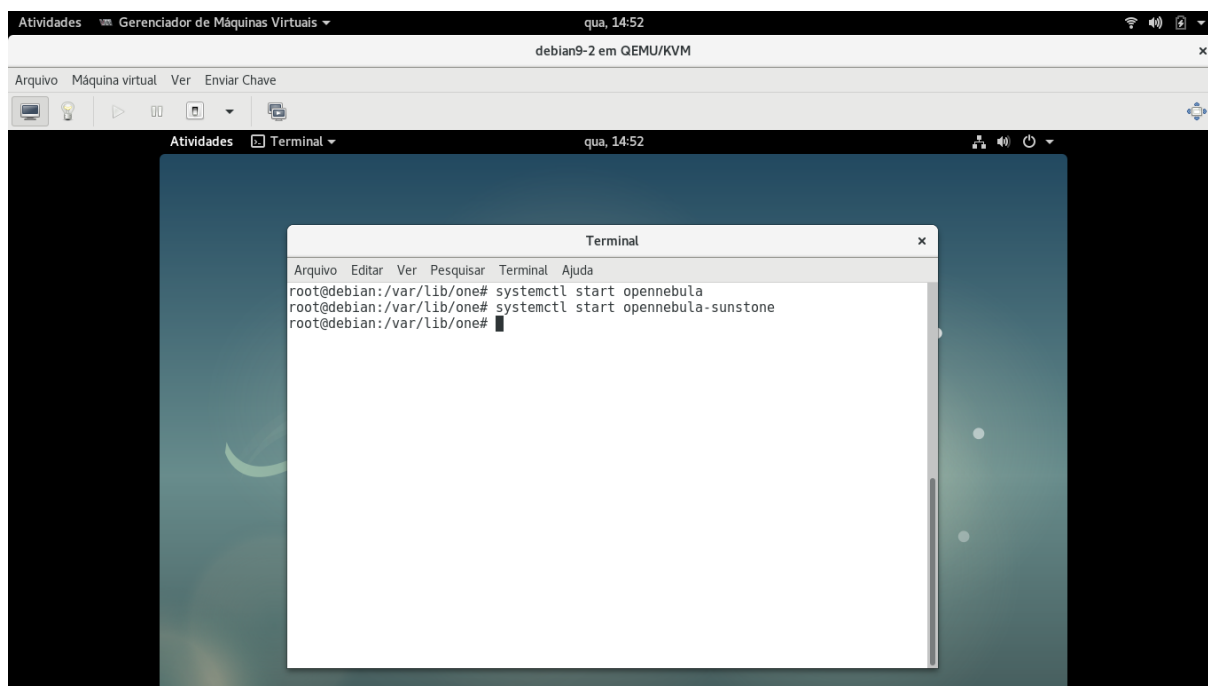 Atividades Gerenciador de Máquinas Virtuais qua, 14:52
debian9-2 em QEMU/KVM ×
Arquivo Máquina virtual Ver Enviar Chave
Atividades Terminal qua, 14:52
Terminal ×
Arquivo Editar Ver Pesquisar Terminal Ajuda
root@debian:/var/lib/one# systemctl start opennebula
root@debian:/var/lib/one# systemctl start opennebula-sunstone
root@debian:/var/lib/one#